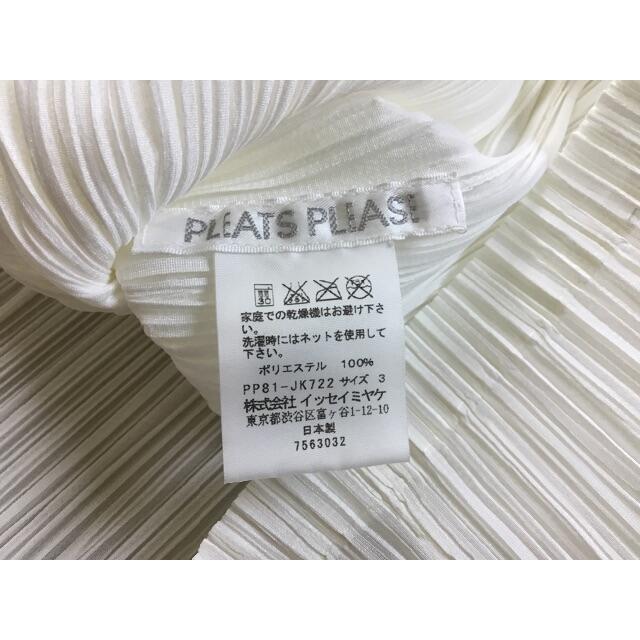 PLEATS PLEASE
家庭での乾燥機はお避け下さ
い。
洗濯時にはネットを使用して
下さい。
ポリエステル 100%
PP81-JK722 サイズ 3
株式会社 イッセイミヤケ
東京都渋谷区富ヶ谷1-12-10
日本製
7563032